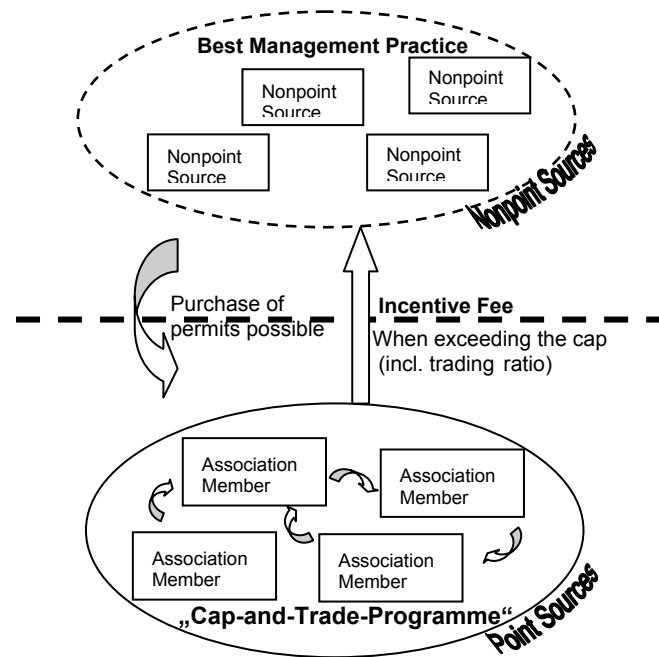 Best Management Practice
Nonpoint
Source
Nonpoint
Source
Nonpoint
Source
Nonpoint
Source
Nonpoint Sources
Purchase of
permits possible
Incentive Fee
When exceeding the cap
(incl. trading ratio)
Association
Member
Association
Member
Association
Member
Association
Member
„Cap-and-Trade-Programme“
Point Sources